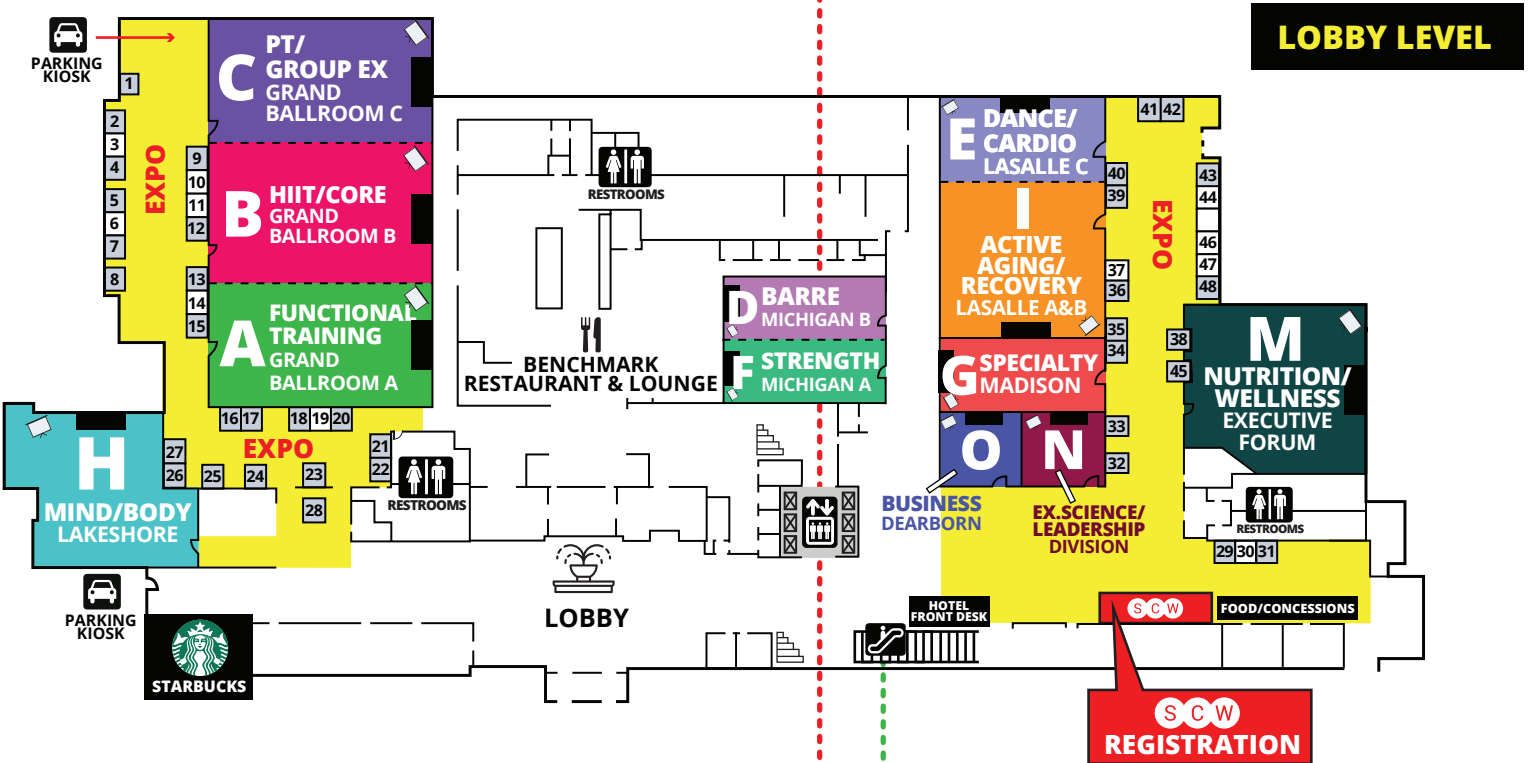 LOBBY LEVEL
PARKING
KIOSK
C
PT/
GROUP EX
GRAND
BALLROOM C
B
HIIT/CORE
GRAND
BALLROOM B
A
FUNCTIONAL
TRAINING
GRAND
BALLROOM A
EXPO
1
2
3
4
5
6
7
8
9
10
11
12
13
14
15
16 17
18 19 20
EXPO
21
22
23
24
25
26
27
28
H
MIND/BODY
LAKESHORE
PARKING
KIOSK
STARBUCKS
RESTROOMS
RESTROOMS
BENCHMARK
RESTAURANT & LOUNGE
LOBBY
D
BARRE
MICHIGAN B
F
STRENGTH
MICHIGAN A
E
DANCE/
CARDIO
LASALLE C
I
ACTIVE
AGING/
RECOVERY
LASALLE A&B
G
SPECIALTY
MADISON
O
N
BUSINESS
DEARBORN
EX.SCIENCE/
LEADERSHIP
DIVISION
EXPO
41 42
40
39
37
36
35
34
33
32
43
44
46
47
48
38
45
M
NUTRITION/
WELLNESS
EXECUTIVE
FORUM
RESTROOMS
29 30 31
HOTEL
FRONT DESK
SCW
FOOD/CONCESSIONS
SCW
REGISTRATION